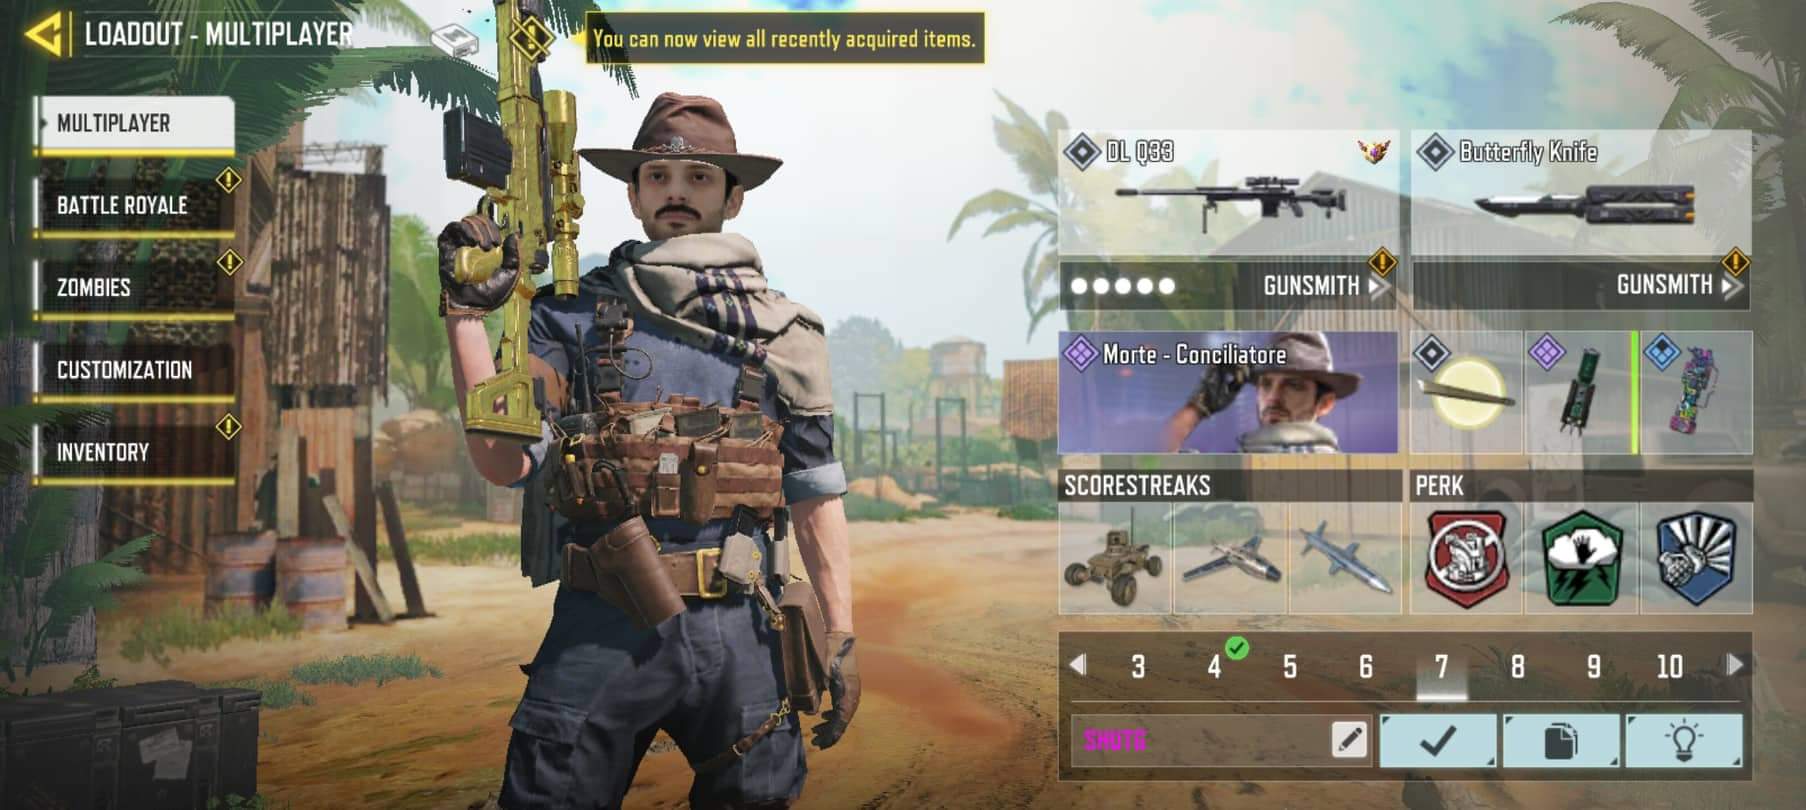 LOADOUT - MULTIPLAYER
You can now view all recently acquired items.
MULTIPLAYER
BATTLE ROYALE
ZOMBIES
CUSTOMIZATION
INVENTORY
DL Q33
Butterfly Knife
GUNSMITH
GUNSMITH
Morte - Conciliatore
SCORESTREAKS
PERK
3 4 5 6 7 8 9 10